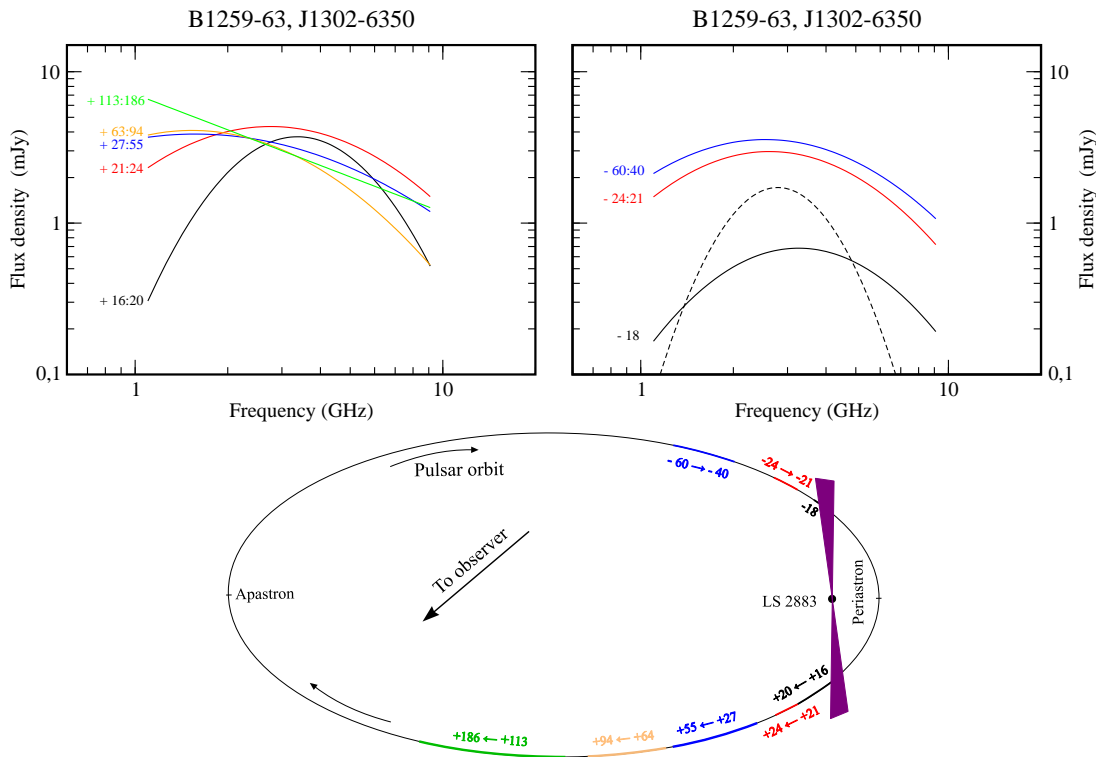 B1259-63, J1302-6350
B1259-63, J1302-6350
Flux density (mJy)
10
1
0,1
+ 113:186
+ 63:94
+ 27:55
+ 21:24
+ 16:20
1
10
Frequency (GHz)
- 60:40
- 24:21
- 18
1
10
Frequency (GHz)
10
1
0,1
Flux density (mJy)
Pulsar orbit
- 60 → - 40
-24 → -21
-18
To observer
Apastron
LS 2883
Periastron
+20 ← +16
+24 ← +21
+55 ← +27
+94 ← +64
+186 ← +113